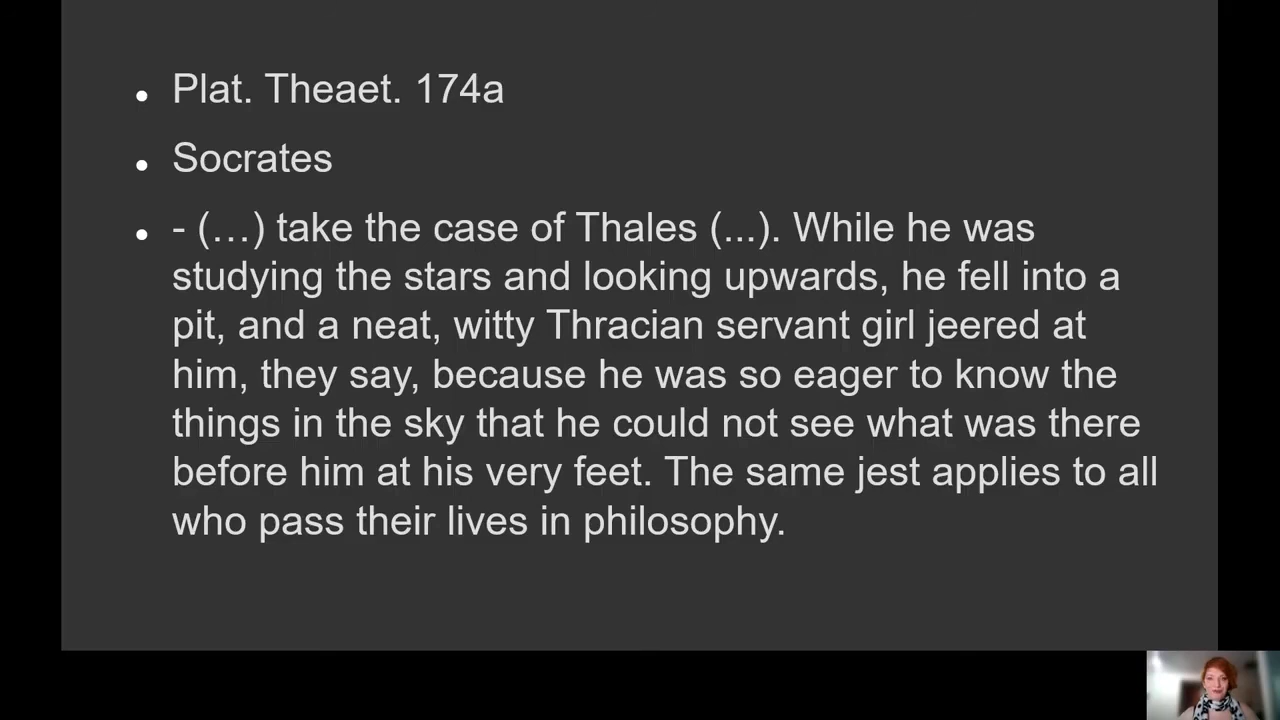 Plat. Theaet. 174a
Socrates
- (…) take the case of Thales (...). While he was
studying the stars and looking upwards, he fell into a
pit, and a neat, witty Thracian servant girl jeered at
him, they say, because he was so eager to know the
things in the sky that he could not see what was there
before him at his very feet. The same jest applies to all
who pass their lives in philosophy.